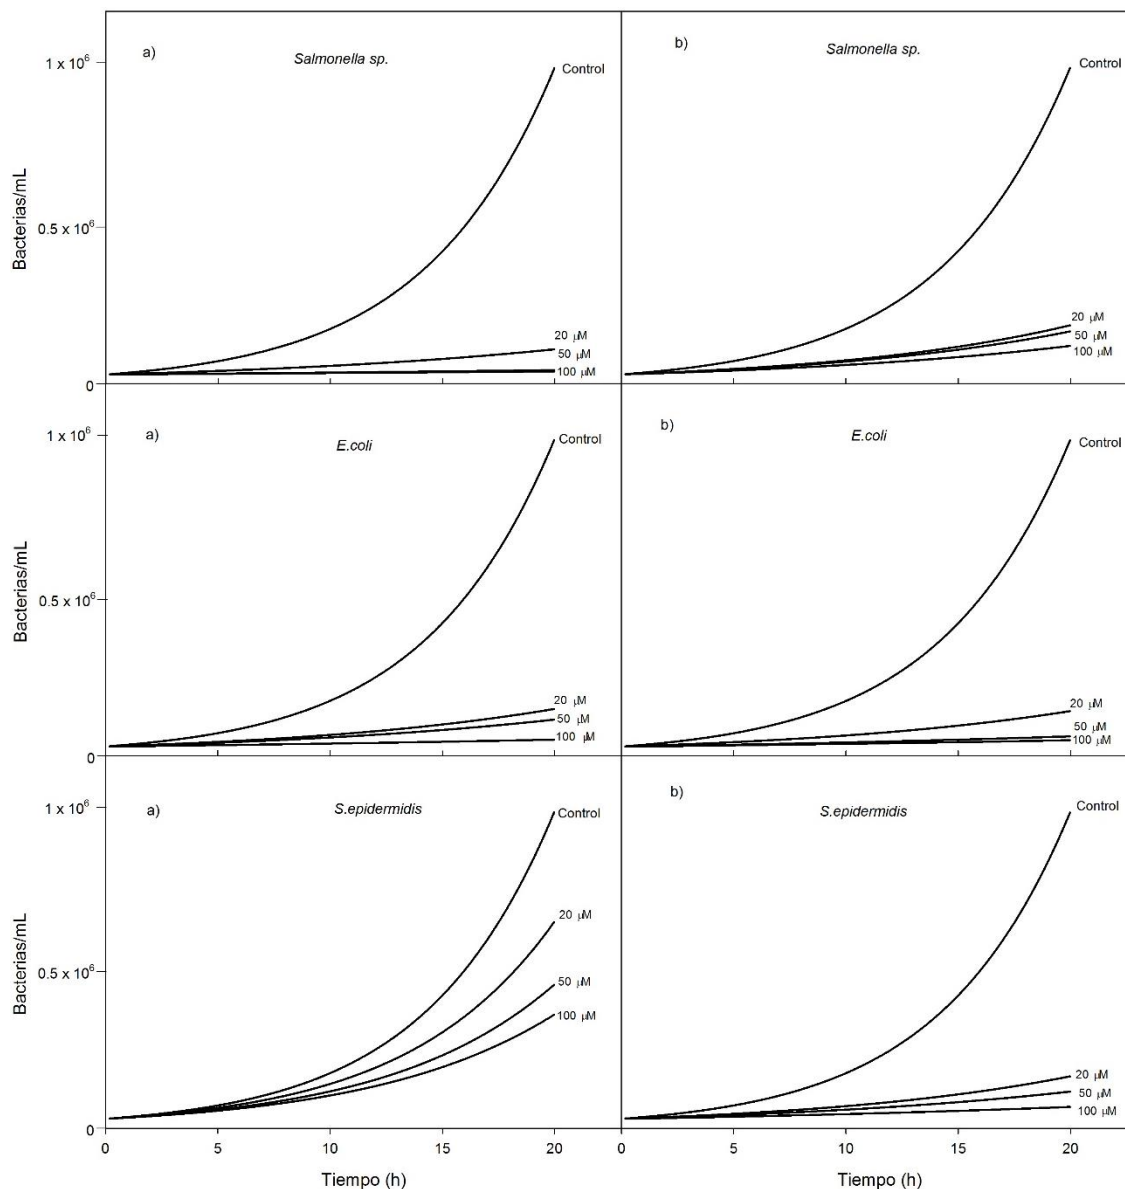 a)
Salmonella sp.
Control
1 x 10⁶
0.5 x 10⁶
0
Bacterias/mL
20 μM
50 μM
100 μM
b)
Salmonella sp.
Control
20 μM
50 μM
100 μM
a)
E.coli
Control
1 x 10⁶
0.5 x 10⁶
0
Bacterias/mL
20 μM
50 μM
100 μM
b)
E.coli
Control
20 μM
50 μM
100 μM
a)
S.epidermidis
Control
1 x 10⁶
0.5 x 10⁶
0
Bacterias/mL
20 μM
50 μM
100 μM
0 5 10 15 20
Tiempo (h)
b)
S.epidermidis
Control
20 μM
50 μM
100 μM
0 5 10 15 20
Tiempo (h)